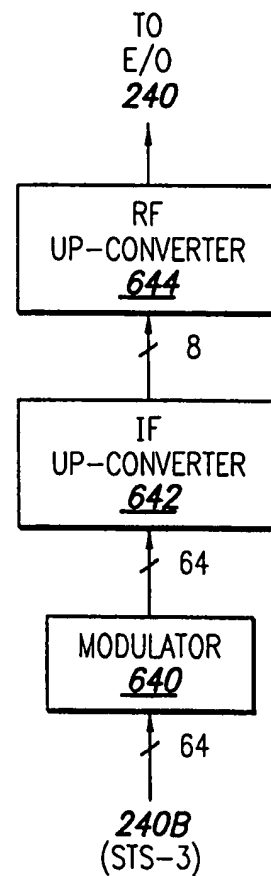 TO
E/O
240
RF
UP-CONVERTER
644
8
IF
UP-CONVERTER
642
64
MODULATOR
640
64
240B
(STS-3)